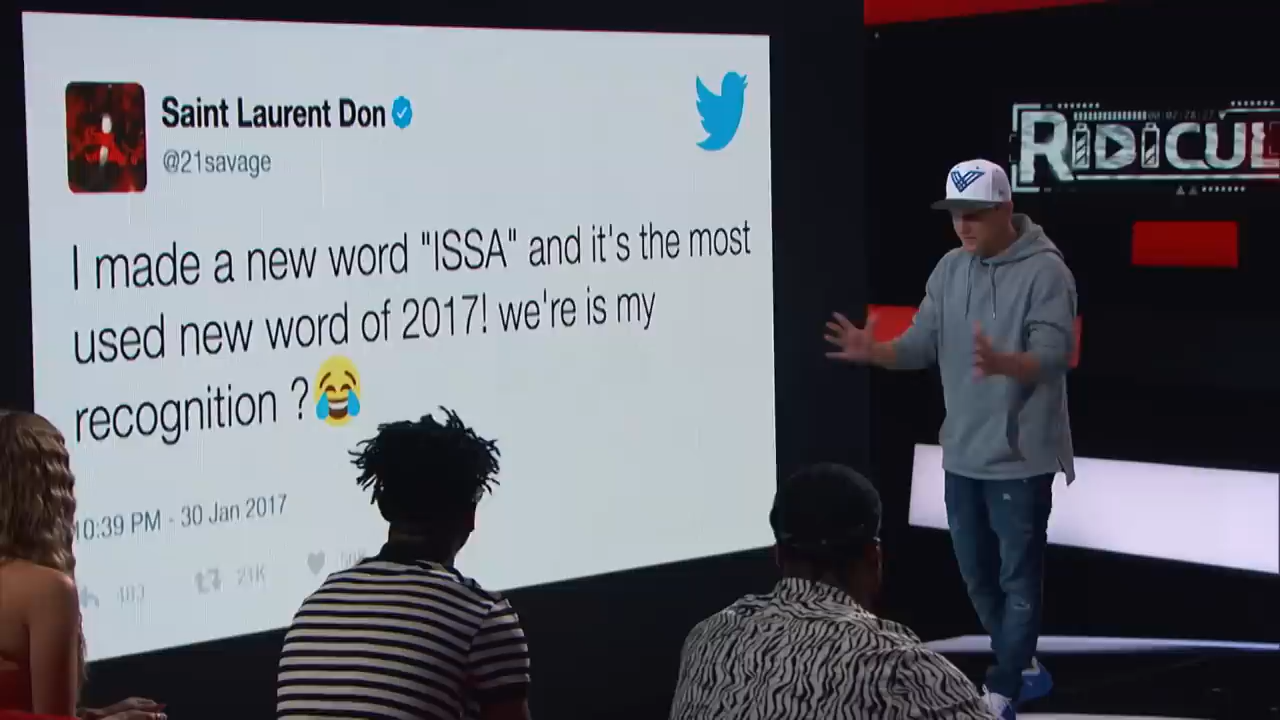 Saint Laurent Don
@21savage
I made a new word "ISSA" and it's the most
used new word of 2017! we're is my
recognition ?😂
10:39 PM - 30 Jan 2017
21K
RIDICUL